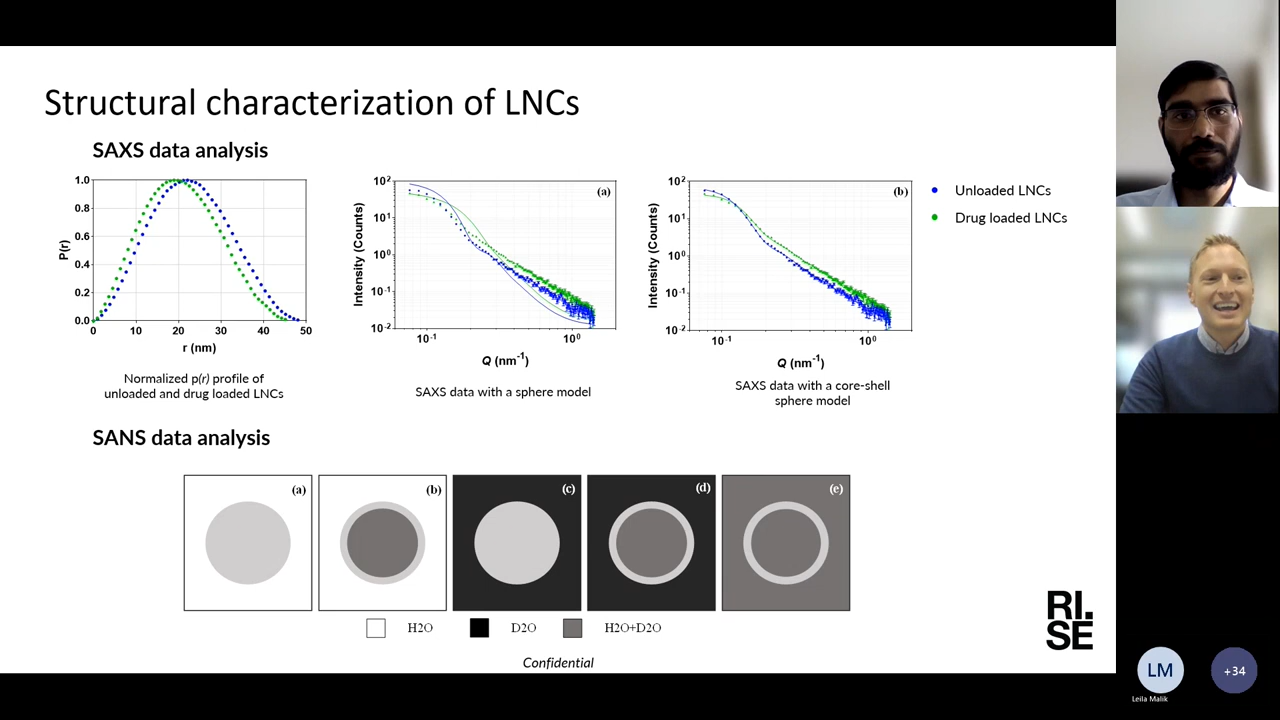 Structural characterization of LNCs
SAXS data analysis
1.0
0.8
0.6
0.4
0.2
0.0
P(r)
0
10
20
30
40
50
r (nm)
Normalized p(r) profile of
unloaded and drug loaded LNCs
(a)
10²
10¹
10⁰
10⁻¹
10⁻²
Intensity (Counts)
10⁻¹
10⁰
Q (nm⁻¹)
SAXS data with a sphere model
(b)
10²
10¹
10⁰
10⁻¹
10⁻²
Intensity (Counts)
10⁻¹
10⁰
Q (nm⁻¹)
SAXS data with a core-shell
sphere model
Unloaded LNCs
Drug loaded LNCs
SANS data analysis
(a)
(b)
(c)
(d)
(e)
H2O
D2O
H2O+D2O
Confidential
RI.
SE
LM
Leila Malik
+34